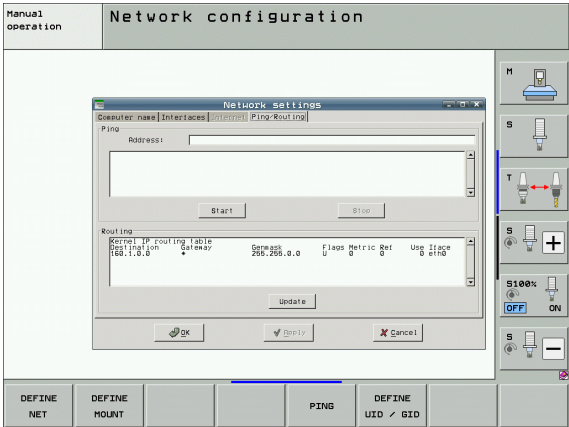 Manual
operation
Network configuration
Network settings
Computer name Interfaces Internet Ping/Routing
Ping
Address:
Start Stop
Routing
Kernel IP routing table
Destination Gateway Genmask Flags Metric Ref Use Iface
160.1.0.0 * 255.255.0.0 U 0 0 0 eth0
Update
OK Apply Cancel
M
S
T
S
S100%
OFF ON
S
DEFINE
NET
DEFINE
MOUNT
PING
DEFINE
UID / GID